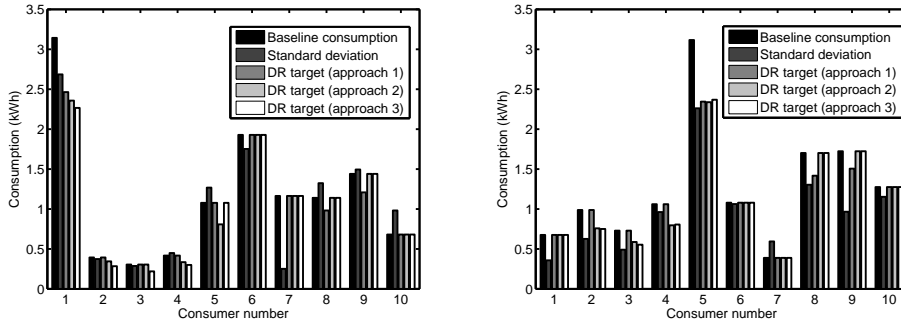 3.5
3
2.5
2
1.5
1
0.5
0
Consumption (kWh)
Baseline consumption
Standard deviation
DR target (approach 1)
DR target (approach 2)
DR target (approach 3)
1 2 3 4 5 6 7 8 9 10
Consumer number
3.5
3
2.5
2
1.5
1
0.5
0
Consumption (kWh)
Baseline consumption
Standard deviation
DR target (approach 1)
DR target (approach 2)
DR target (approach 3)
1 2 3 4 5 6 7 8 9 10
Consumer number